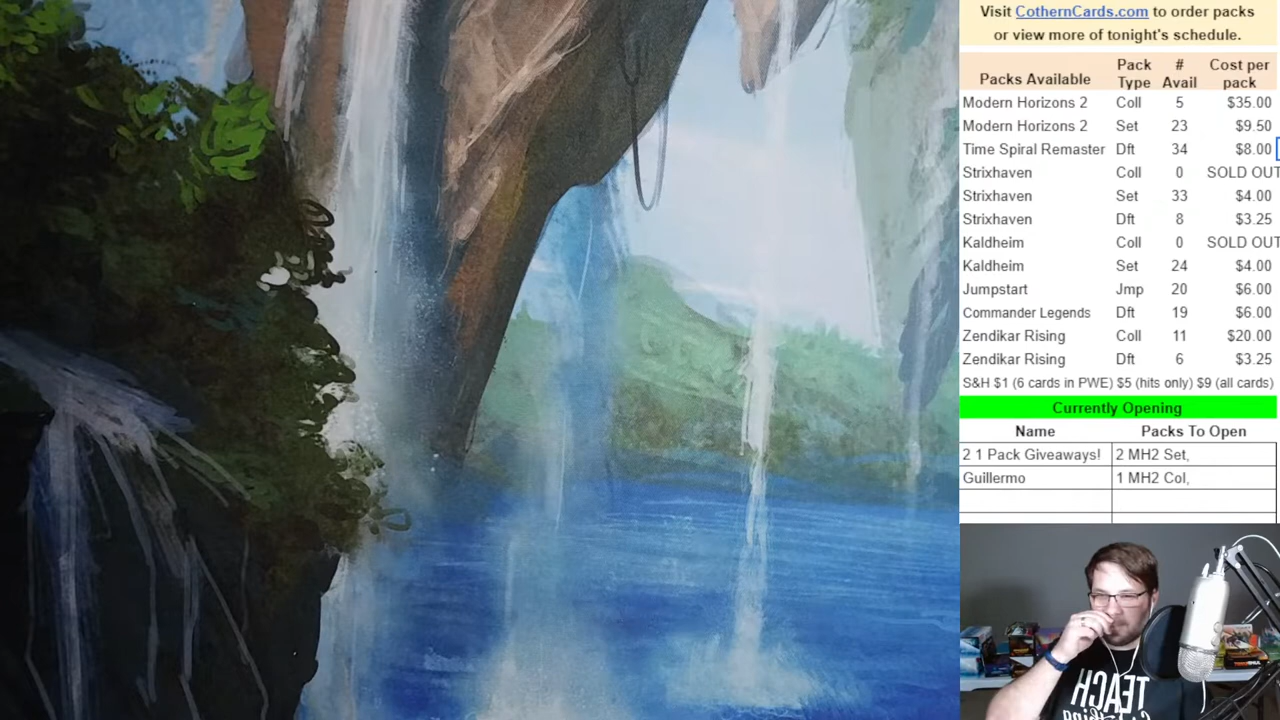 Visit CothernCards.com to order packs
or view more of tonight's schedule.
Packs Available Pack Type # Avail Cost per pack
Modern Horizons 2 Coll 5 $35.00
Modern Horizons 2 Set 23 $9.50
Time Spiral Remaster Dft 34 $8.00
Strixhaven Coll 0 SOLD OUT
Strixhaven Set 33 $4.00
Strixhaven Dft 8 $3.25
Kaldheim Coll 0 SOLD OUT
Kaldheim Set 24 $4.00
Jumpstart Jmp 20 $6.00
Commander Legends Dft 19 $6.00
Zendikar Rising Coll 11 $20.00
Zendikar Rising Dft 6 $3.25
S&H $1 (6 cards in PWE) $5 (hits only) $9 (all cards)
Currently Opening
Name Packs To Open
2 1 Pack Giveaways! 2 MH2 Set,
Guillermo 1 MH2 Col,
TEACH